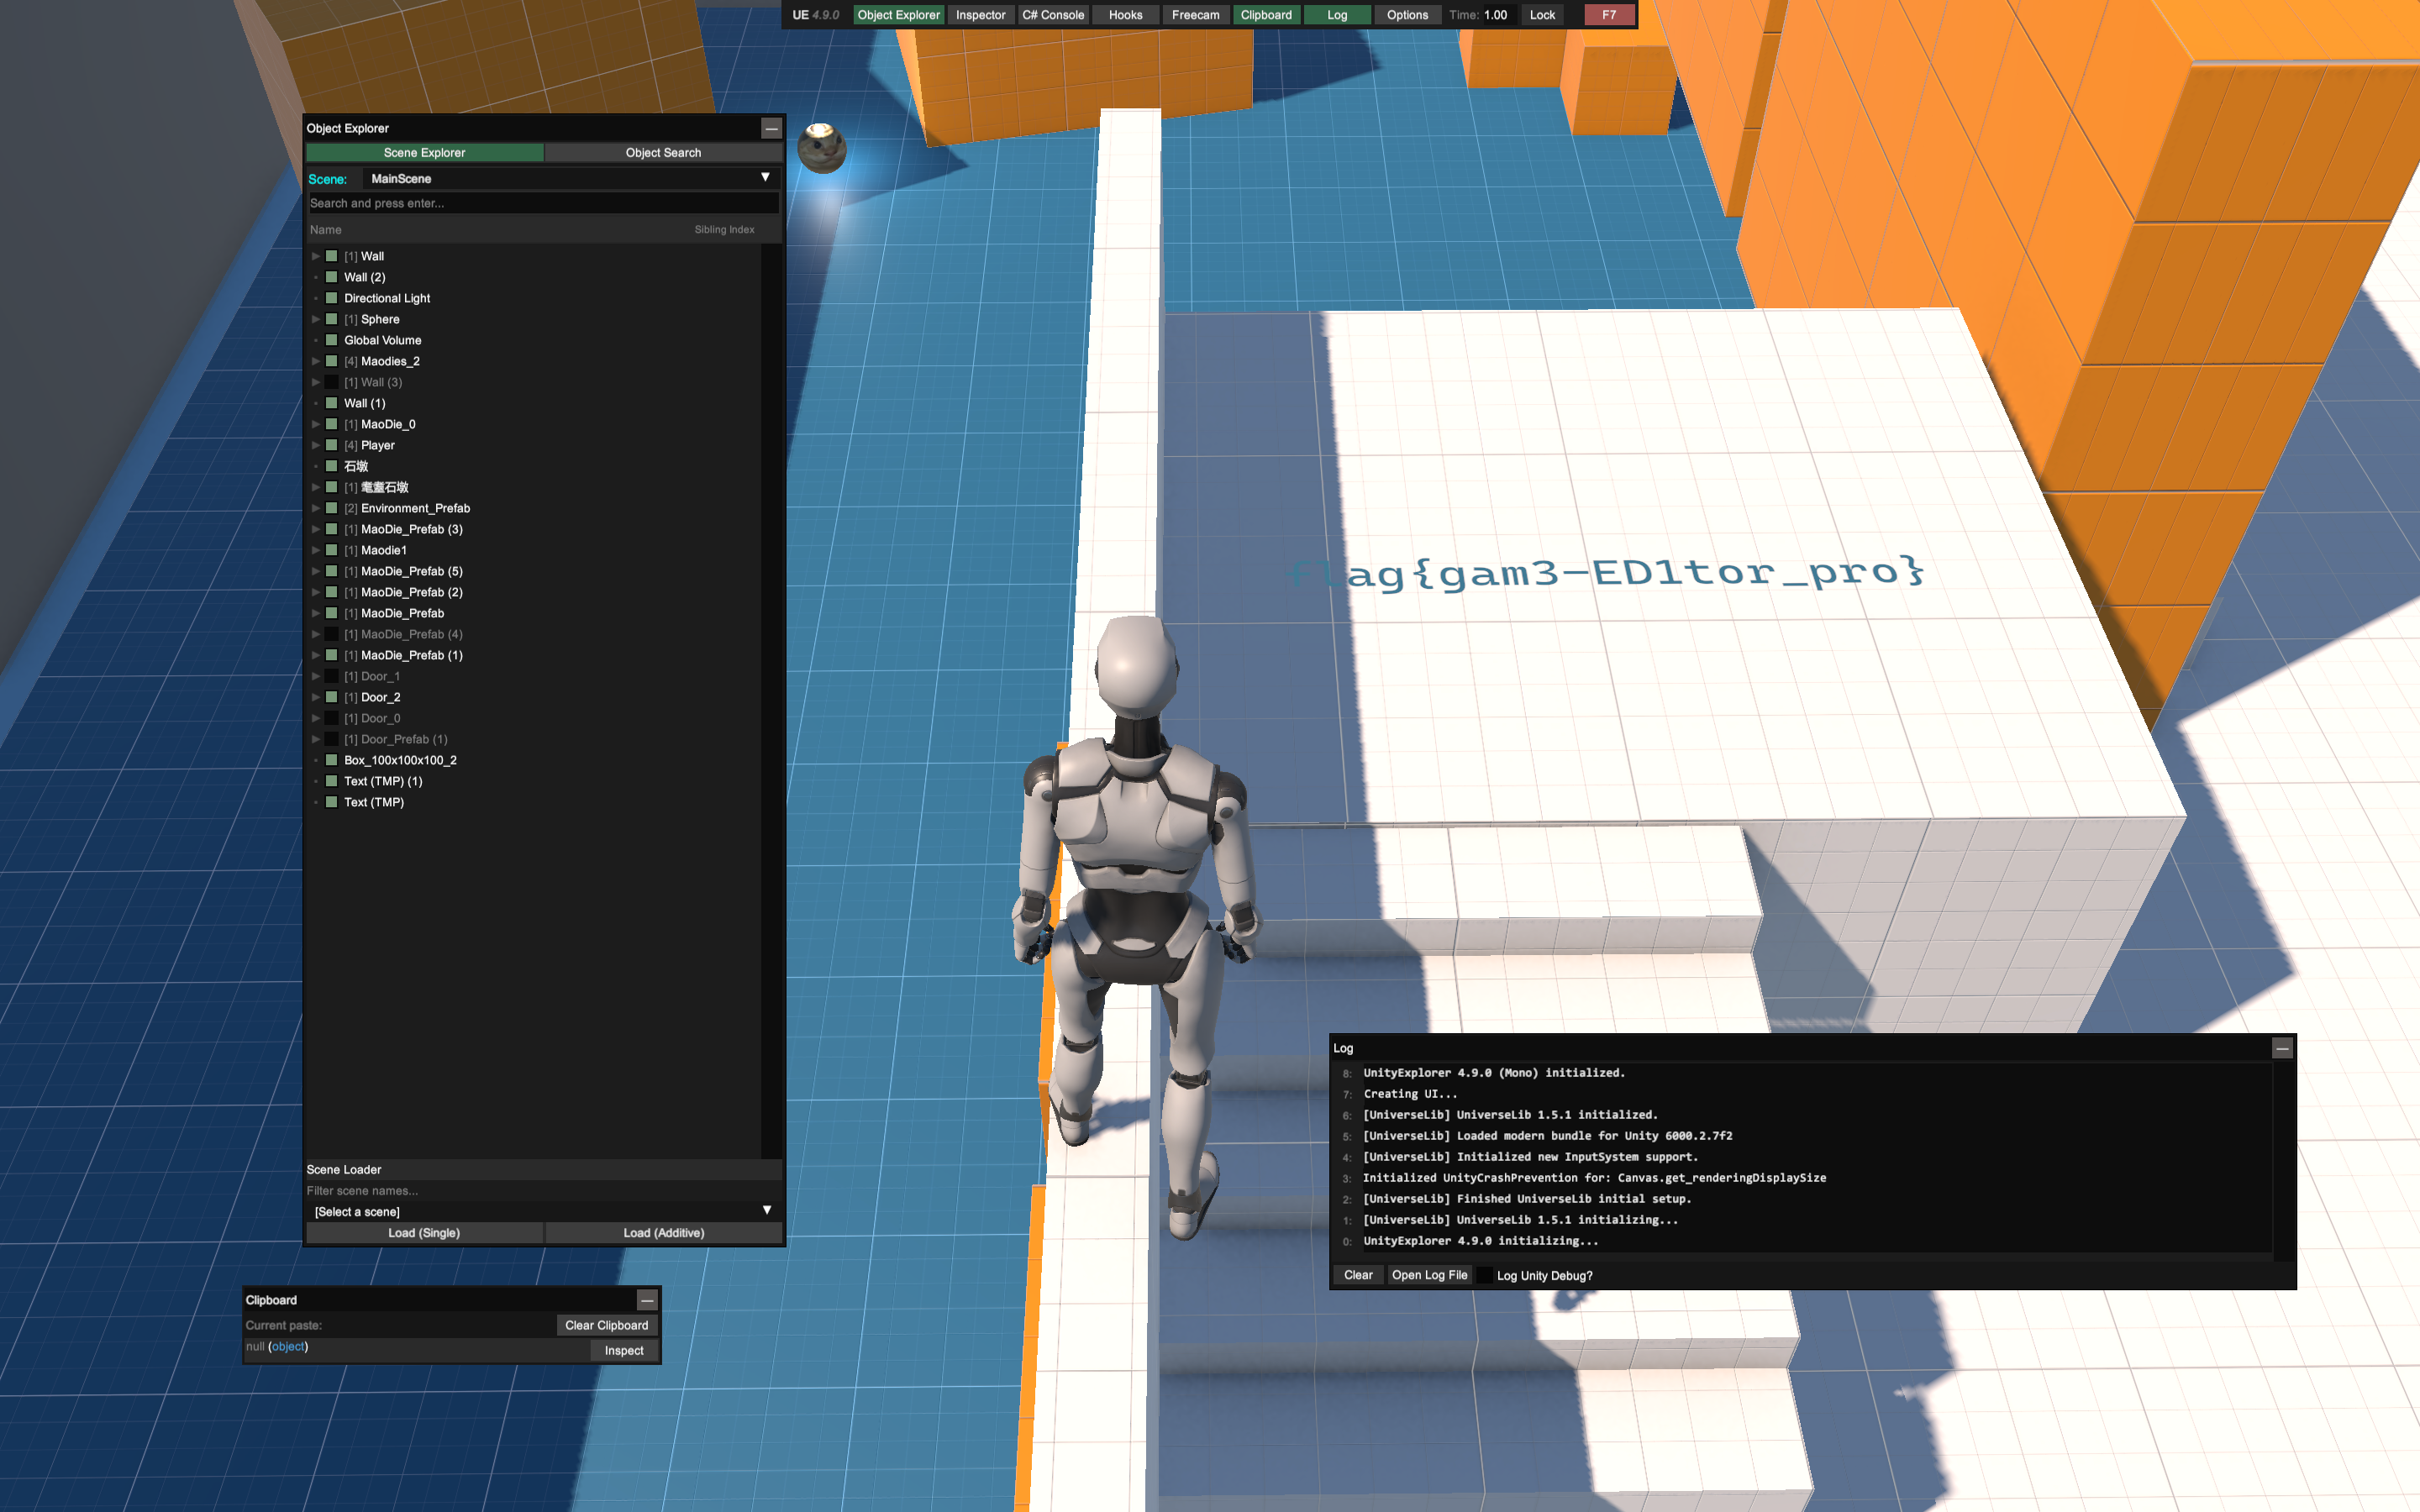 UE 4.9.0 Object Explorer Inspector C# Console Hooks Freecam Clipboard Log Options Time: 1.00 Lock F7
Object Explorer
Scene Explorer Object Search
Scene: MainScene ▼
Search and press enter...
Name Sibling Index
[1] Wall
Wall (2)
Directional Light
[1] Sphere
Global Volume
[4] Maodies_2
[1] Wall (3)
Wall (1)
[1] MaoDie_0
[4] Player
石墩
[1] 耄耋石墩
[2] Environment_Prefab
[1] MaoDie_Prefab (3)
[1] Maodie1
[1] MaoDie_Prefab (5)
[1] MaoDie_Prefab (2)
[1] MaoDie_Prefab
[1] MaoDie_Prefab (4)
[1] MaoDie_Prefab (1)
[1] Door_1
[1] Door_2
[1] Door_0
[1] Door_Prefab (1)
Box_100x100x100_2
Text (TMP) (1)
Text (TMP)
Scene Loader
Filter scene names...
[Select a scene] ▼
Load (Single) Load (Additive)
flag{gam3-ED1tor_pro}
Log
8: UnityExplorer 4.9.0 (Mono) initialized.
7: Creating UI...
6: [UniverseLib] UniverseLib 1.5.1 initialized.
5: [UniverseLib] Loaded modern bundle for Unity 6000.2.7f2
4: [UniverseLib] Initialized new InputSystem support.
3: Initialized UnityCrashPrevention for: Canvas.get_renderingDisplaySize
2: [UniverseLib] Finished UniverseLib initial setup.
1: [UniverseLib] UniverseLib 1.5.1 initializing...
0: UnityExplorer 4.9.0 initializing...
Clear Open Log File Log Unity Debug?
Clipboard
Current paste: Clear Clipboard
null (object) Inspect